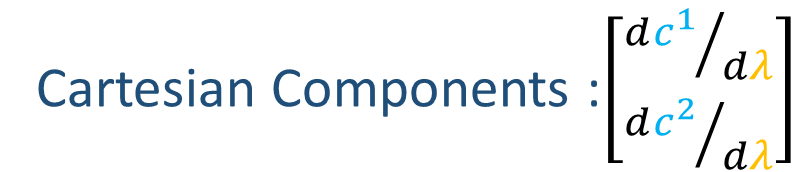 Cartesian Components : [dc¹/dλ
dc²/dλ]